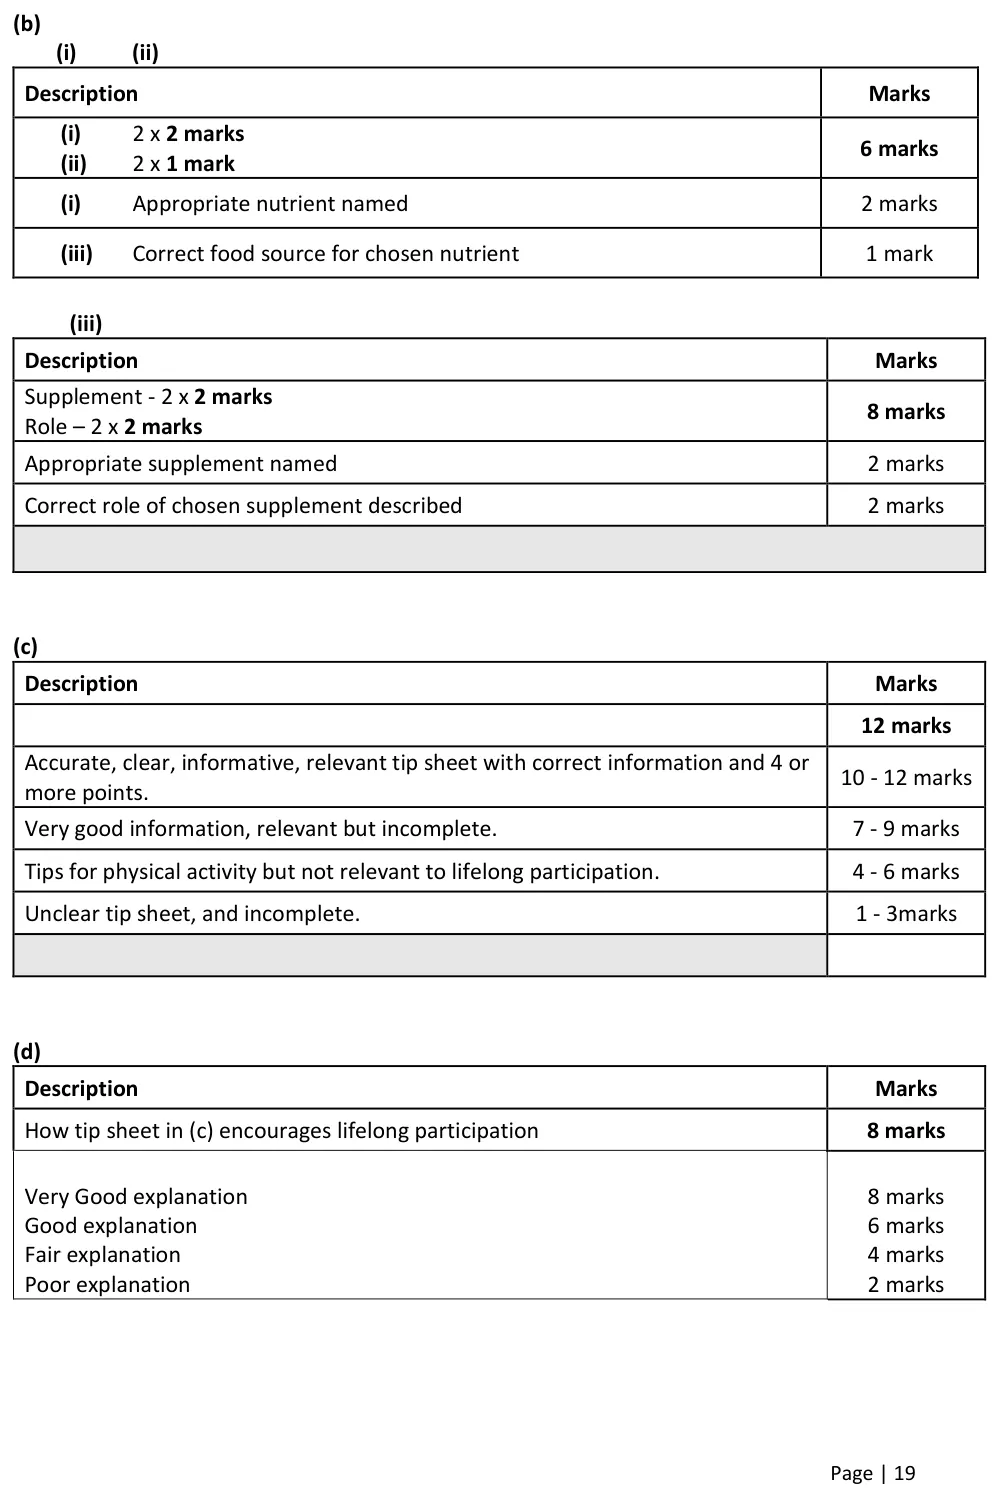 (b)
(i) (ii)
Description Marks
(i) 2 x 2 marks
(ii) 2 x 1 mark
6 marks
(i) Appropriate nutrient named 2 marks
(iii) Correct food source for chosen nutrient 1 mark
(iii)
Description Marks
Supplement - 2 x 2 marks
Role – 2 x 2 marks
8 marks
Appropriate supplement named 2 marks
Correct role of chosen supplement described 2 marks
(c)
Description Marks
12 marks
Accurate, clear, informative, relevant tip sheet with correct information and 4 or
more points.
10 - 12 marks
Very good information, relevant but incomplete. 7 - 9 marks
Tips for physical activity but not relevant to lifelong participation. 4 - 6 marks
Unclear tip sheet, and incomplete. 1 - 3marks
(d)
Description Marks
How tip sheet in (c) encourages lifelong participation 8 marks
Very Good explanation 8 marks
Good explanation 6 marks
Fair explanation 4 marks
Poor explanation 2 marks
Page | 19